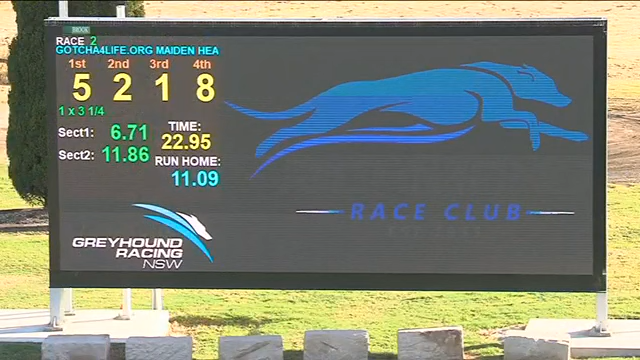 RACE 2
GOTCHA4LIFE.ORG MAIDEN HEA
1st 2nd 3rd 4th
5 2 1 8
1 x 3 1/4
Sect1: 6.71
Sect2: 11.86
TIME:
22.95
RUN HOME:
11.09
RACE CLUB
GREYHOUND
RACING
NSW